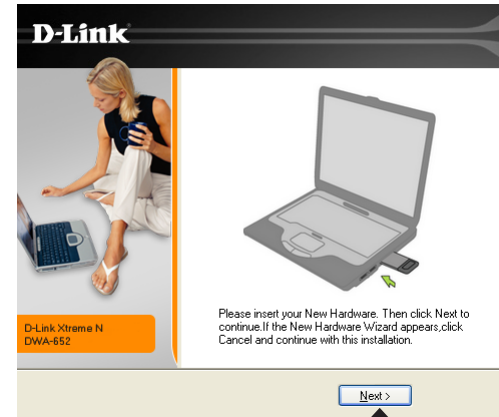 D-Link
Please insert your New Hardware. Then click Next to
continue.If the New Hardware Wizard appears,click
Cancel and continue with this installation.
D-Link Xtreme N
DWA-652
Next >